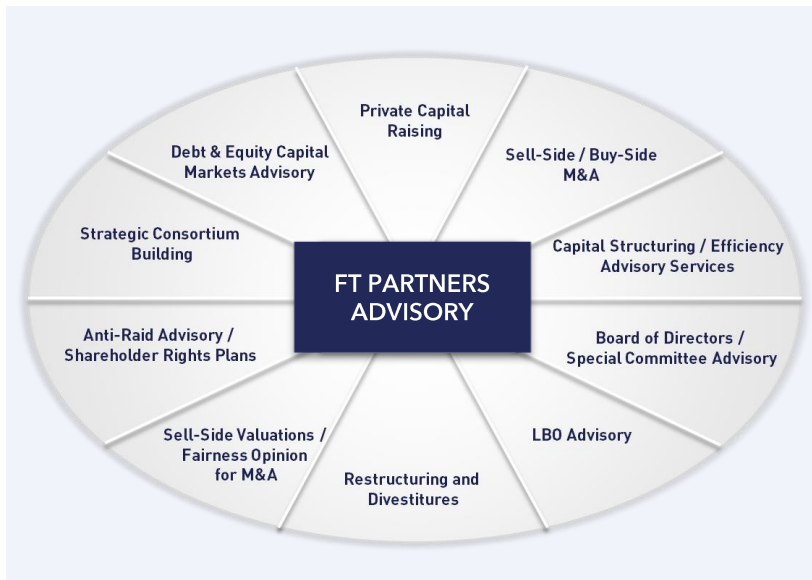 Private Capital
Raising
Sell-Side / Buy-Side
M&A
Capital Structuring / Efficiency
Advisory Services
Board of Directors /
Special Committee Advisory
LBO Advisory
Restructuring and
Divestitures
Sell-Side Valuations /
Fairness Opinion
for M&A
Anti-Raid Advisory /
Shareholder Rights Plans
Strategic Consortium
Building
Debt & Equity Capital
Markets Advisory
FT PARTNERS
ADVISORY